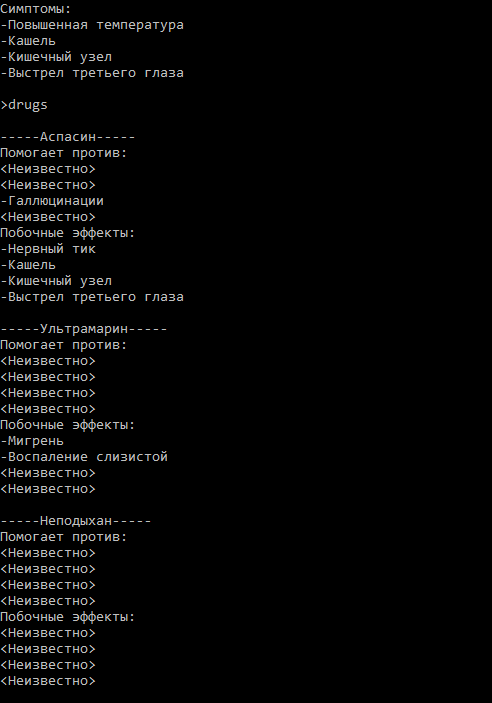 Симптомы:
-Повышенная температура
-Кашель
-Кишечный узел
-Выстрел третьего глаза
>drugs
-----Аспасин-----
Помогает против:
<Неизвестно>
<Неизвестно>
-Галлюцинации
<Неизвестно>
Побочные эффекты:
-Нервный тик
-Кашель
-Кишечный узел
-Выстрел третьего глаза
-----Ультрамарин-----
Помогает против:
<Неизвестно>
<Неизвестно>
<Неизвестно>
<Неизвестно>
Побочные эффекты:
-Мигрень
-Воспаление слизистой
<Неизвестно>
<Неизвестно>
-----Неподыхан-----
Помогает против:
<Неизвестно>
<Неизвестно>
<Неизвестно>
<Неизвестно>
Побочные эффекты:
<Неизвестно>
<Неизвестно>
<Неизвестно>
<Неизвестно>